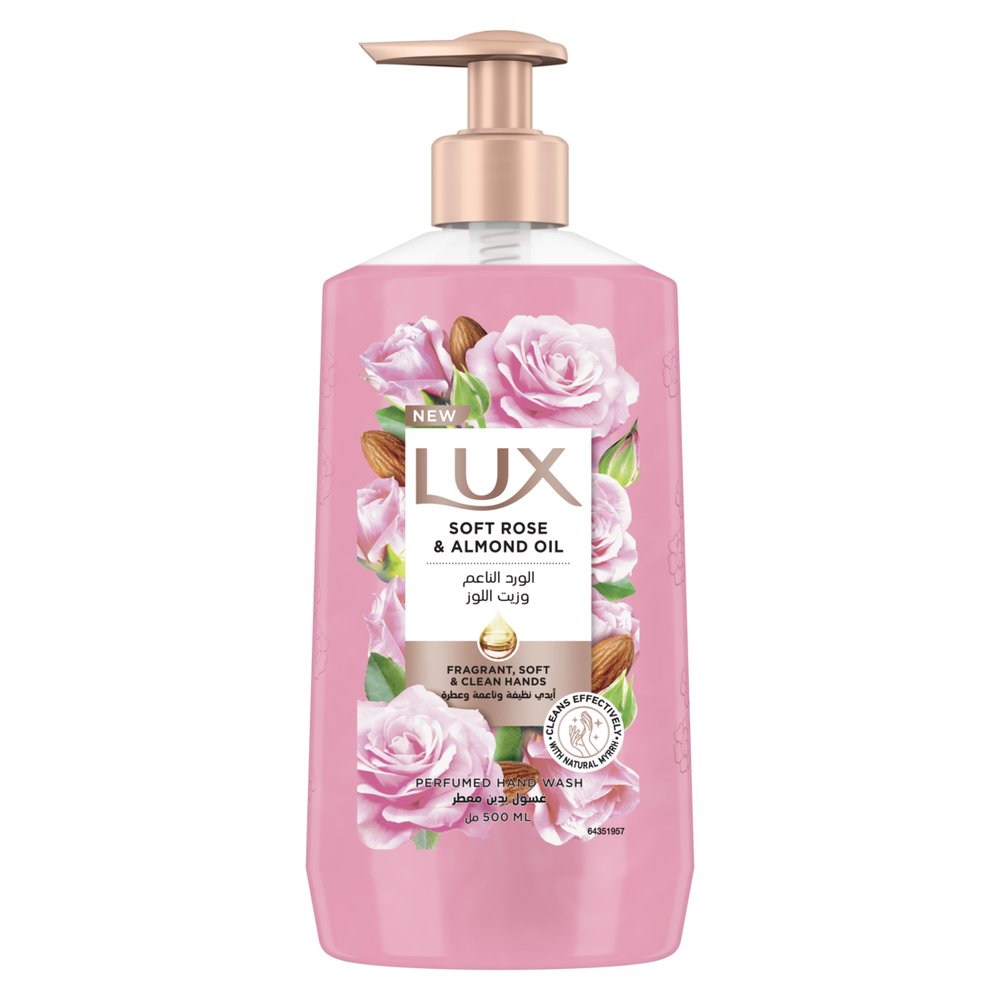 NEW
LUX
SOFT ROSE
& ALMOND OIL
الورد الناعم
وزيت اللوز
FRAGRANT, SOFT
& CLEAN HANDS
أيدي نظيفة وناعمة وعطرة
• CLEANS EFFECTIVELY •
WITH NATURAL MYRRH
PERFUMED HAND WASH
غسول يدين معطر
500 ML مل
64351957